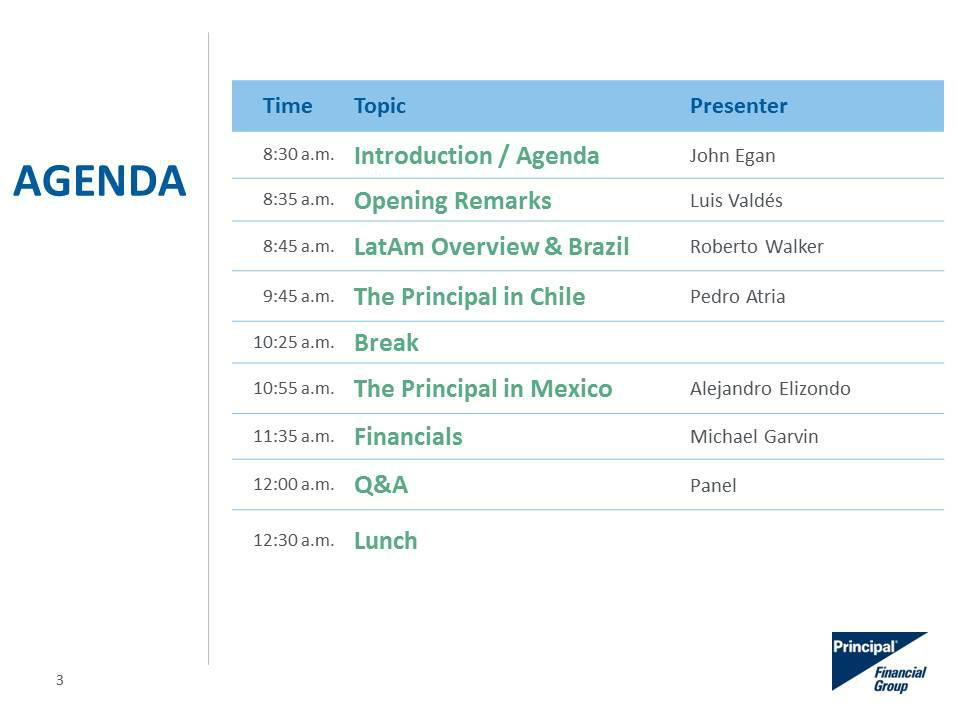 AGENDA
Time Topic Presenter
8:30 a.m. Introduction / Agenda John Egan
8:35 a.m. Opening Remarks Luis Valdés
8:45 a.m. LatAm Overview & Brazil Roberto Walker
9:45 a.m. The Principal in Chile Pedro Atria
10:25 a.m. Break
10:55 a.m. The Principal in Mexico Alejandro Elizondo
11:35 a.m. Financials Michael Garvin
12:00 a.m. Q&A Panel
12:30 a.m. Lunch
3
Principal®
Financial
Group